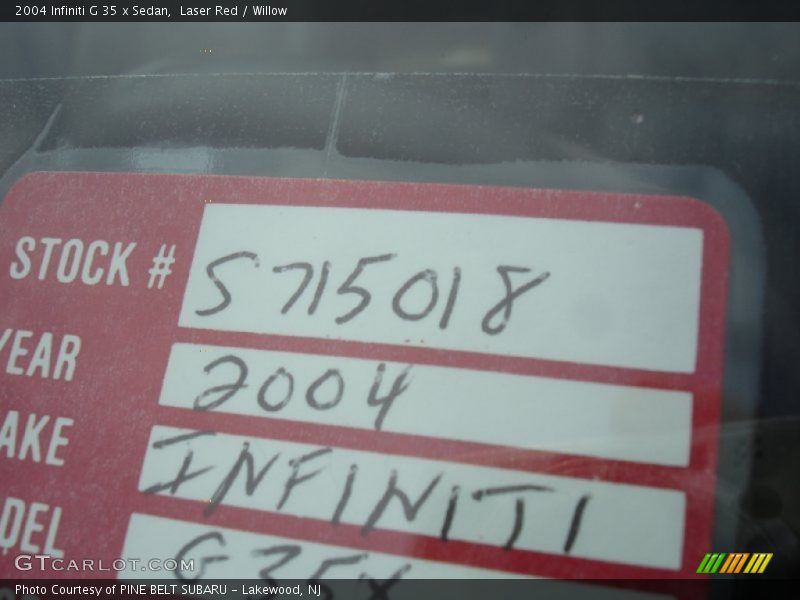 2004 Infiniti G 35 x Sedan,  Laser Red / Willow
STOCK # S715018
YEAR 2004
AKE INFINITI
DEL G35X
GTCARLOT.COM
Photo Courtesy of PINE BELT SUBARU - Lakewood, NJ